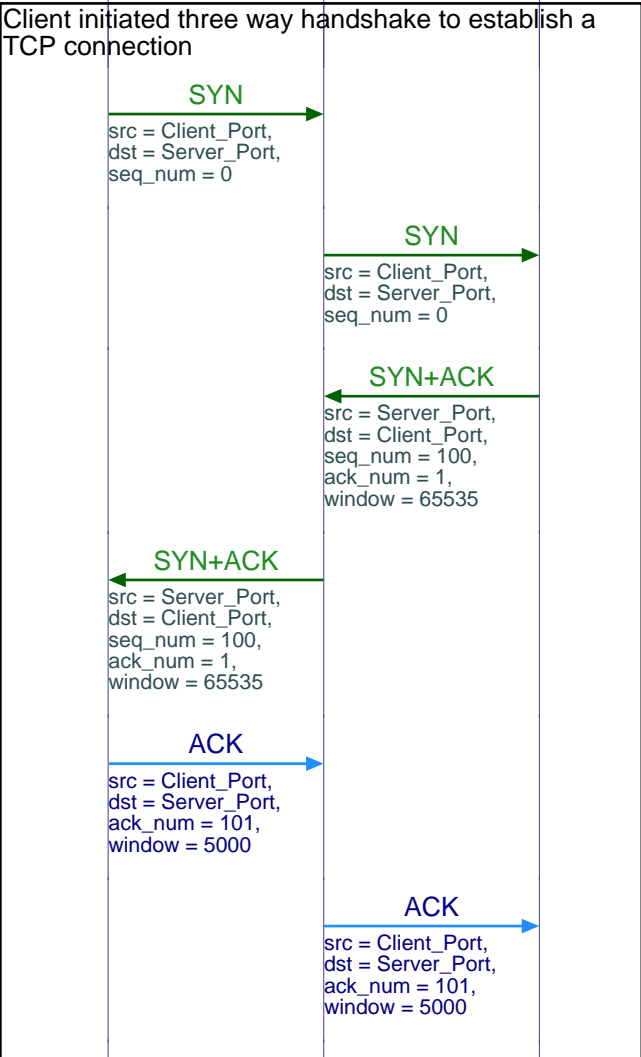 Client initiated three way handshake to establish a
TCP connection
SYN
src = Client_Port,
dst = Server_Port,
seq_num = 0
SYN
src = Client_Port,
dst = Server_Port,
seq_num = 0
SYN+ACK
src = Server_Port,
dst = Client_Port,
seq_num = 100,
ack_num = 1,
window = 65535
SYN+ACK
src = Server_Port,
dst = Client_Port,
seq_num = 100,
ack_num = 1,
window = 65535
ACK
src = Client_Port,
dst = Server_Port,
ack_num = 101,
window = 5000
ACK
src = Client_Port,
dst = Server_Port,
ack_num = 101,
window = 5000